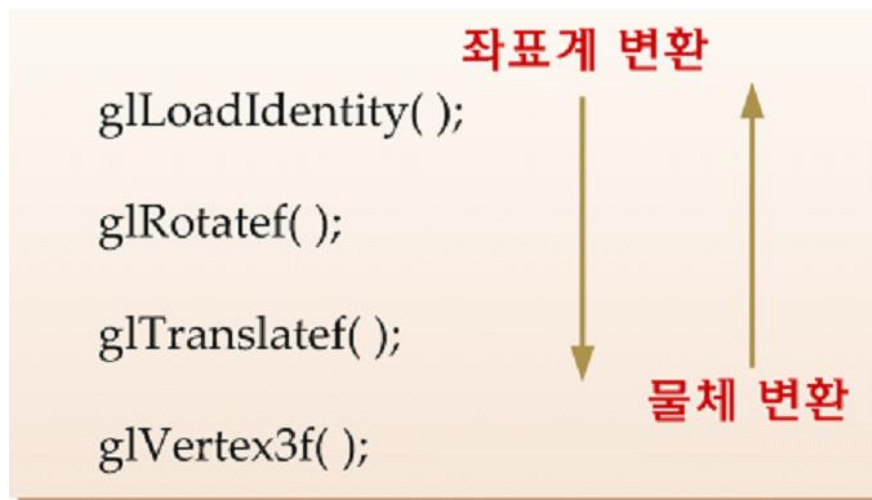 좌표계 변환
glLoadIdentity( );
glRotatef( );
glTranslatef( );
물체 변환
glVertex3f( );